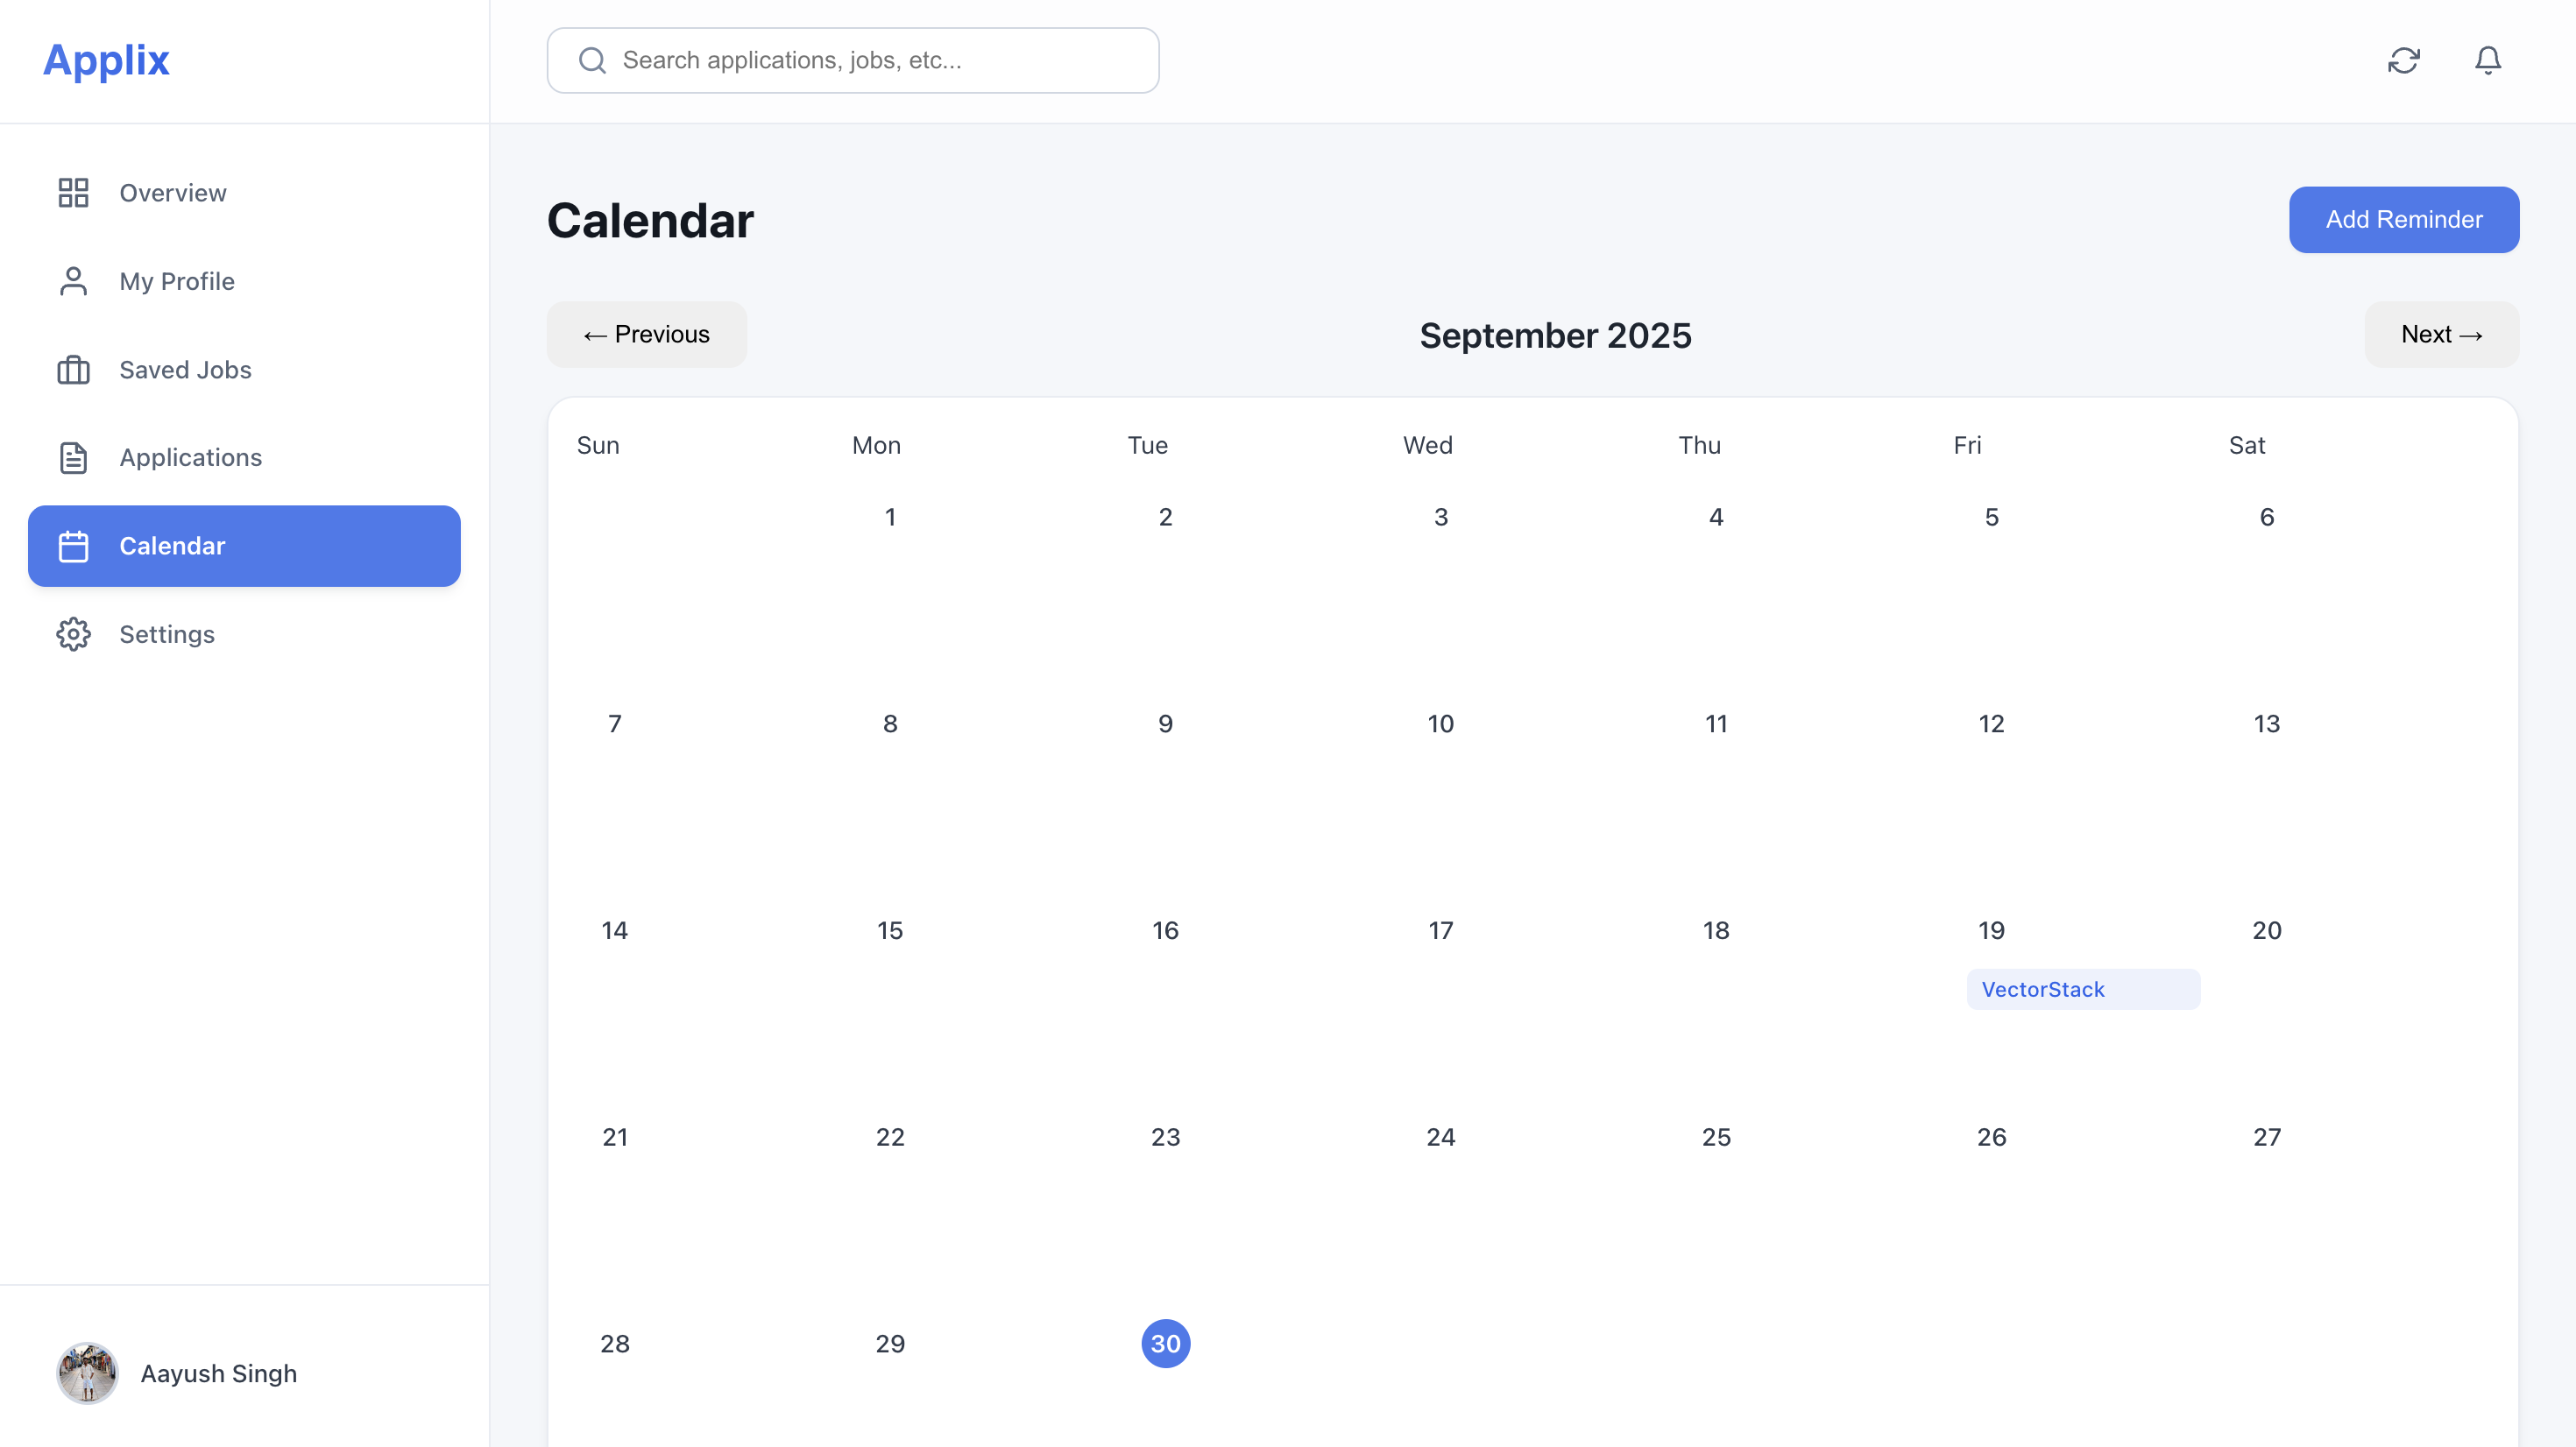 Applix
Search applications, jobs, etc...
Overview
My Profile
Saved Jobs
Applications
Calendar
Settings
Aayush Singh
Calendar
Add Reminder
← Previous
September 2025
Next →
Sun Mon Tue Wed Thu Fri Sat
1 2 3 4 5 6
7 8 9 10 11 12 13
14 15 16 17 18 19 20
VectorStack
21 22 23 24 25 26 27
28 29 30